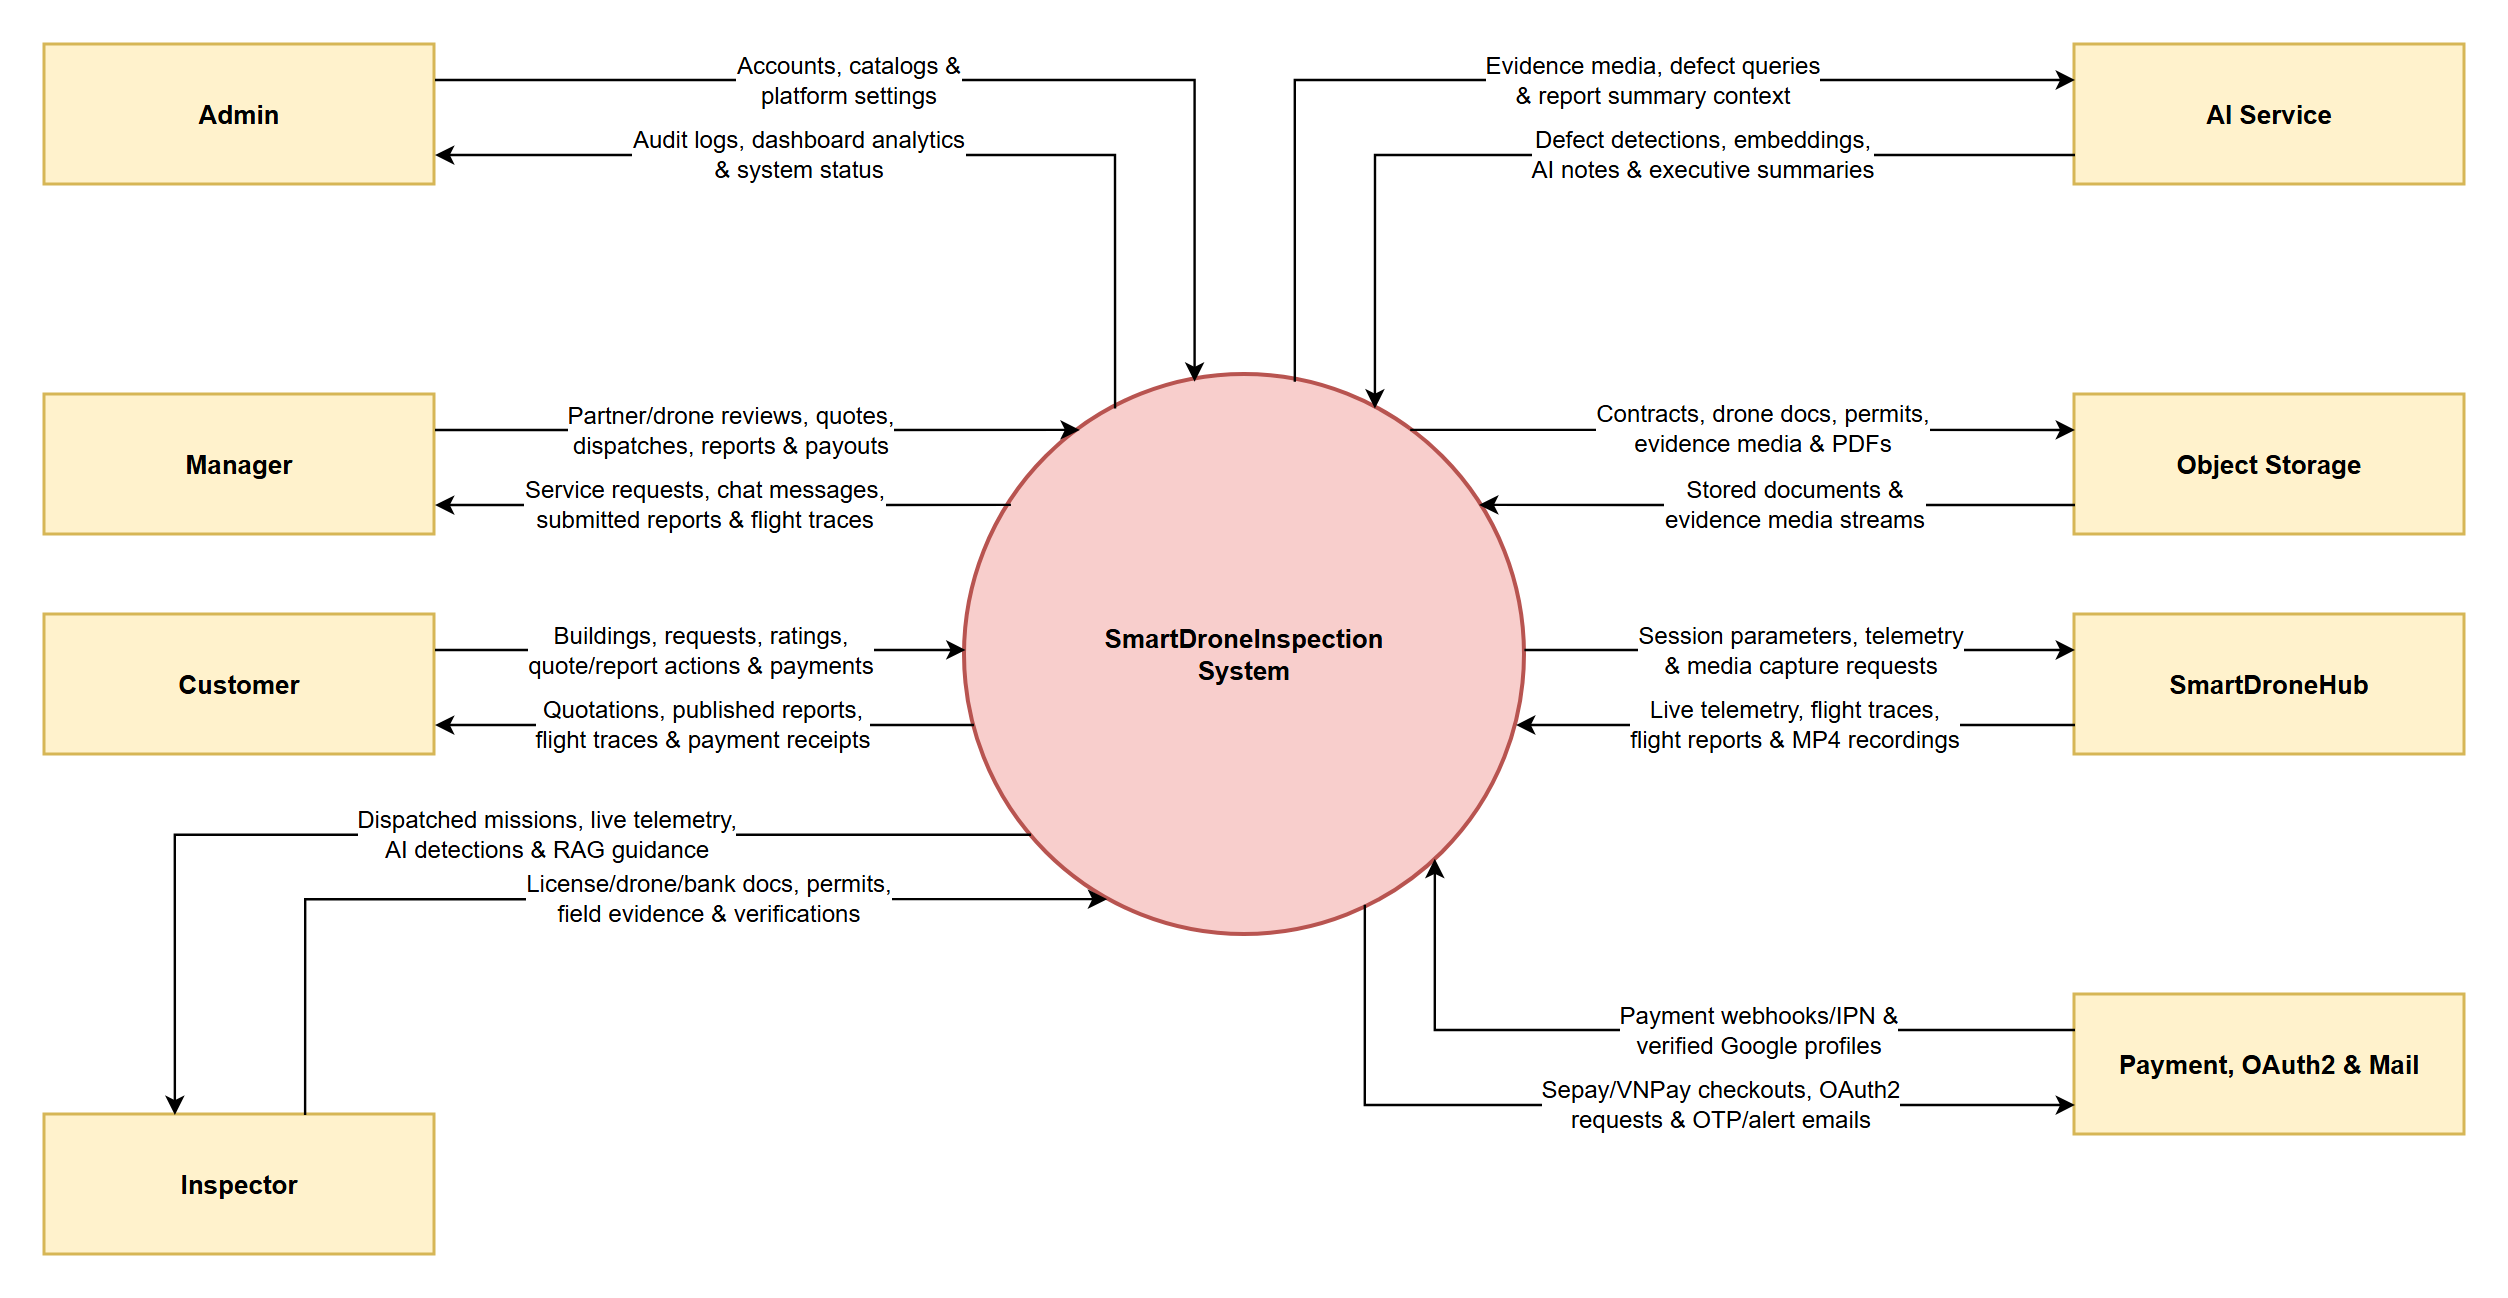 Admin
Accounts, catalogs &
platform settings
Audit logs, dashboard analytics
& system status
Evidence media, defect queries
& report summary context
Defect detections, embeddings,
AI notes & executive summaries
AI Service
Manager
Partner/drone reviews, quotes,
dispatches, reports & payouts
Service requests, chat messages,
submitted reports & flight traces
Contracts, drone docs, permits,
evidence media & PDFs
Stored documents &
evidence media streams
Object Storage
Customer
Buildings, requests, ratings,
quote/report actions & payments
Quotations, published reports,
flight traces & payment receipts
SmartDroneInspection
System
Session parameters, telemetry
& media capture requests
Live telemetry, flight traces,
flight reports & MP4 recordings
SmartDroneHub
Dispatched missions, live telemetry,
AI detections & RAG guidance
License/drone/bank docs, permits,
field evidence & verifications
Inspector
Payment webhooks/IPN &
verified Google profiles
Sepay/VNPay checkouts, OAuth2
requests & OTP/alert emails
Payment, OAuth2 & Mail